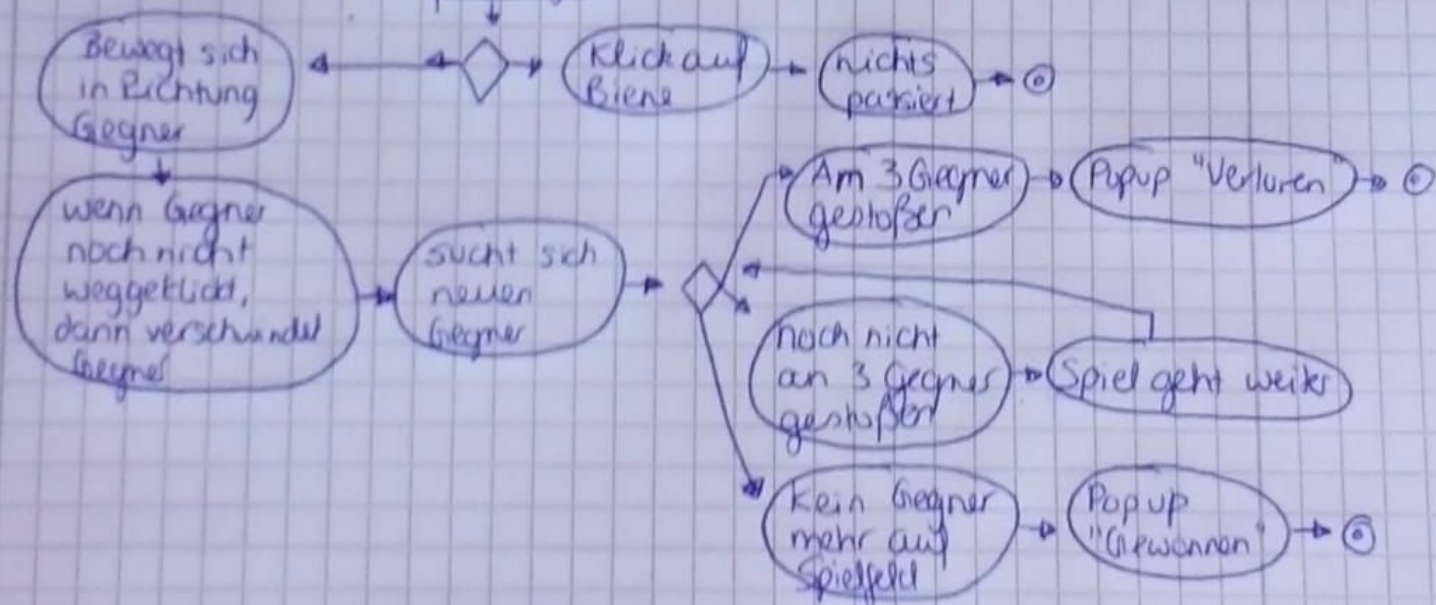 Bewegt sich
in Richtung
Gegner
Klick auf
Biene
nichts
passiert
wenn Gegner
noch nicht
weggeklickt,
dann verschwindet
Gegner
sucht sich
neuen
Gegner
Am 3 Gegner
gestoßen
Popup "Verloren"
noch nicht
an 3 Gegner
gestoßen
Spiel geht weiter
Kein Gegner
mehr auf
Spielfeld
Popup
"Gewonnen"